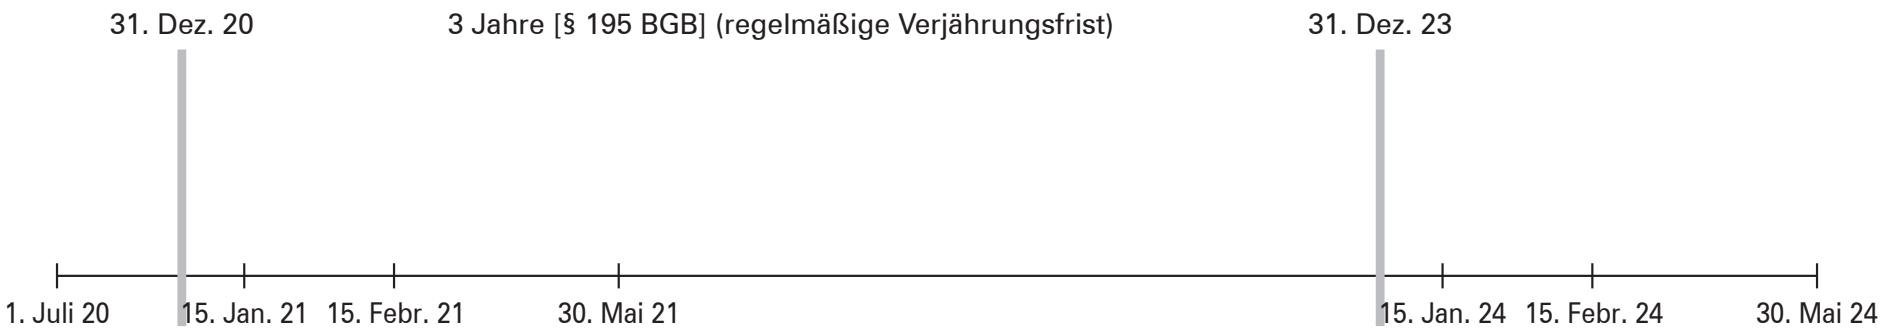 31. Dez. 20 3 Jahre [§ 195 BGB] (regelmäßige Verjährungsfrist) 31. Dez. 23
1. Juli 20 15. Jan. 21 15. Febr. 21 30. Mai 21 15. Jan. 24 15. Febr. 24 30. Mai 24